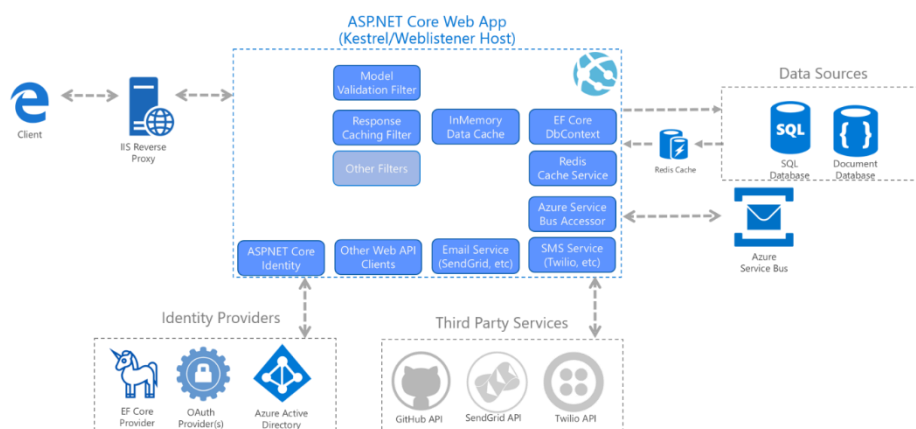 ASP.NET Core Web App
(Kestrel/Weblistener Host)
Client
IIS Reverse
Proxy
Model
Validation Filter
Response
Caching Filter
Other Filters
InMemory
Data Cache
EF Core
DbContext
Redis
Cache Service
Azure Service
Bus Accessor
ASPNET Core
Identity
Other Web API
Clients
Email Service
(SendGrid, etc)
SMS Service
(Twilio, etc)
Data Sources
Redis Cache
SQL
SQL
Database
Document
Database
Azure
Service Bus
Identity Providers
EF Core
Provider
OAuth
Provider(s)
Azure Active
Directory
Third Party Services
GitHub API
SendGrid API
Twilio API